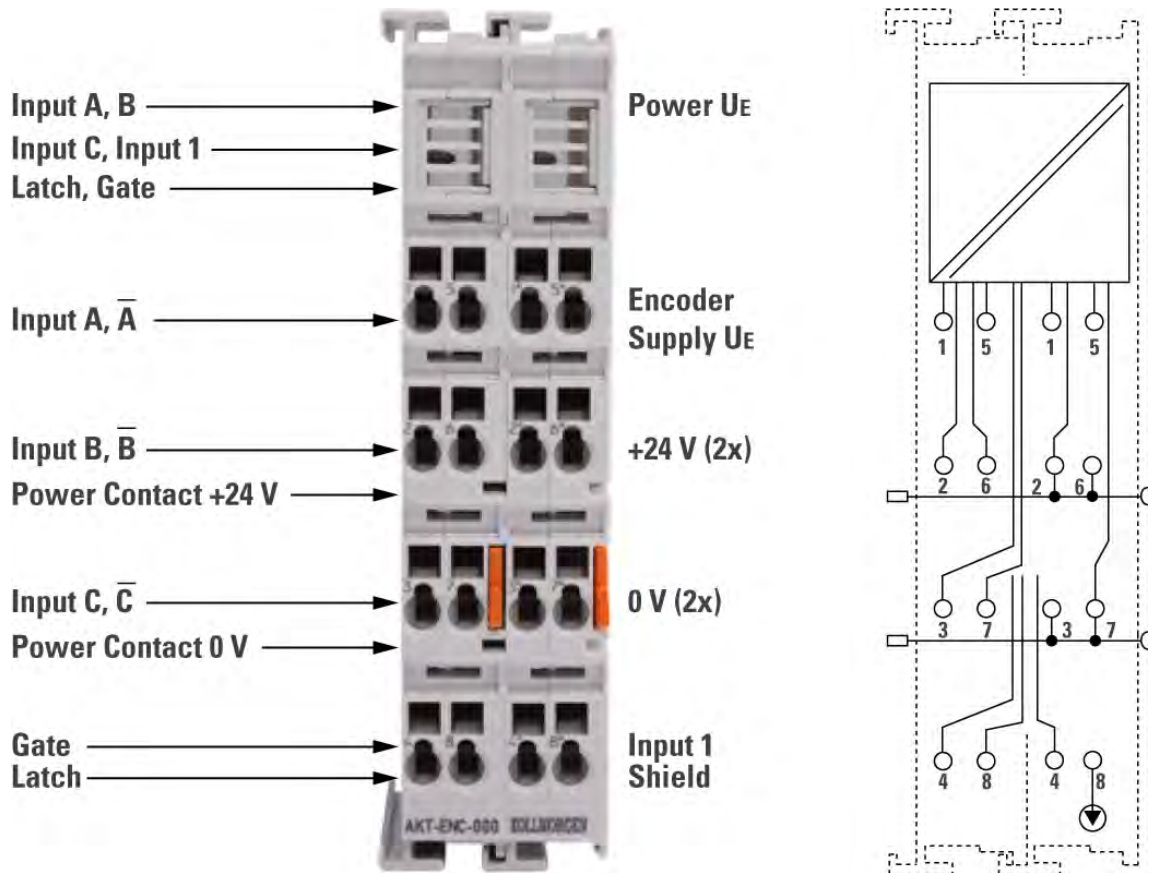 Input A, B
Input C, Input 1
Latch, Gate
Power UE
Input A, A̅
Encoder
Supply UE
Input B, B̅
+24 V (2x)
Power Contact +24 V
Input C, C̅
0 V (2x)
Power Contact 0 V
Gate
Latch
Input 1
Shield
AKT-ENC-000 KOLLMORGEN
1 5 1 5
2 6 2 6
3 7 3 7
4 8 4 8